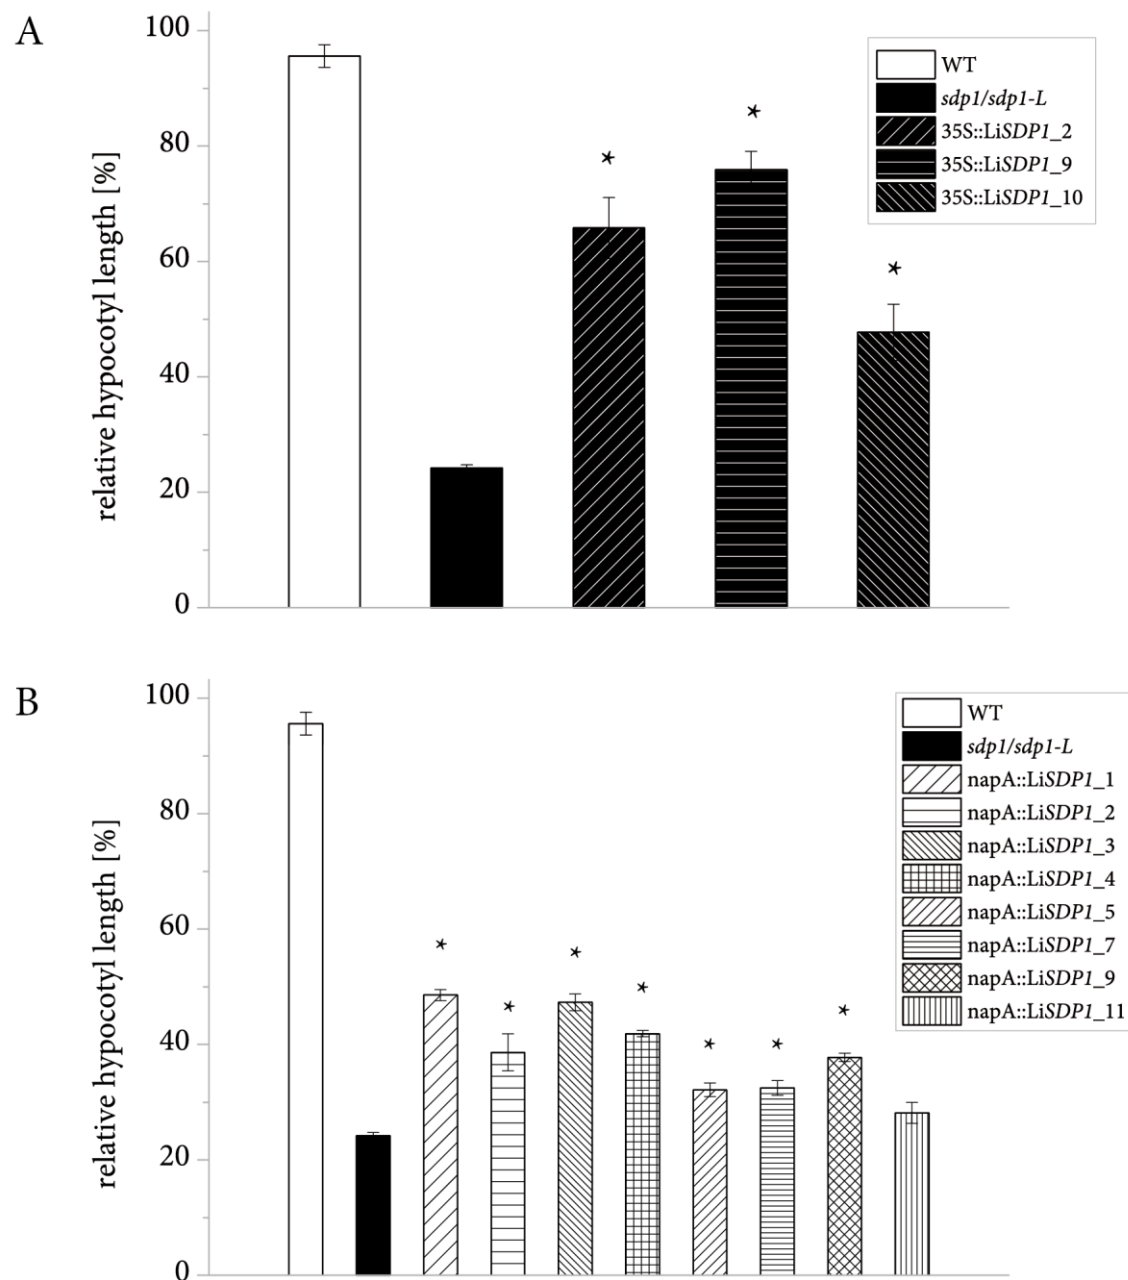 A
relative hypocotyl length [%]
100
80
60
40
20
0
*
*
*
WT
sdp1/sdp1-L
35S::LiSDP1_2
35S::LiSDP1_9
35S::LiSDP1_10
B
relative hypocotyl length [%]
100
80
60
40
20
0
*
*
*
*
*
*
*
WT
sdp1/sdp1-L
napA::LiSDP1_1
napA::LiSDP1_2
napA::LiSDP1_3
napA::LiSDP1_4
napA::LiSDP1_5
napA::LiSDP1_7
napA::LiSDP1_9
napA::LiSDP1_11